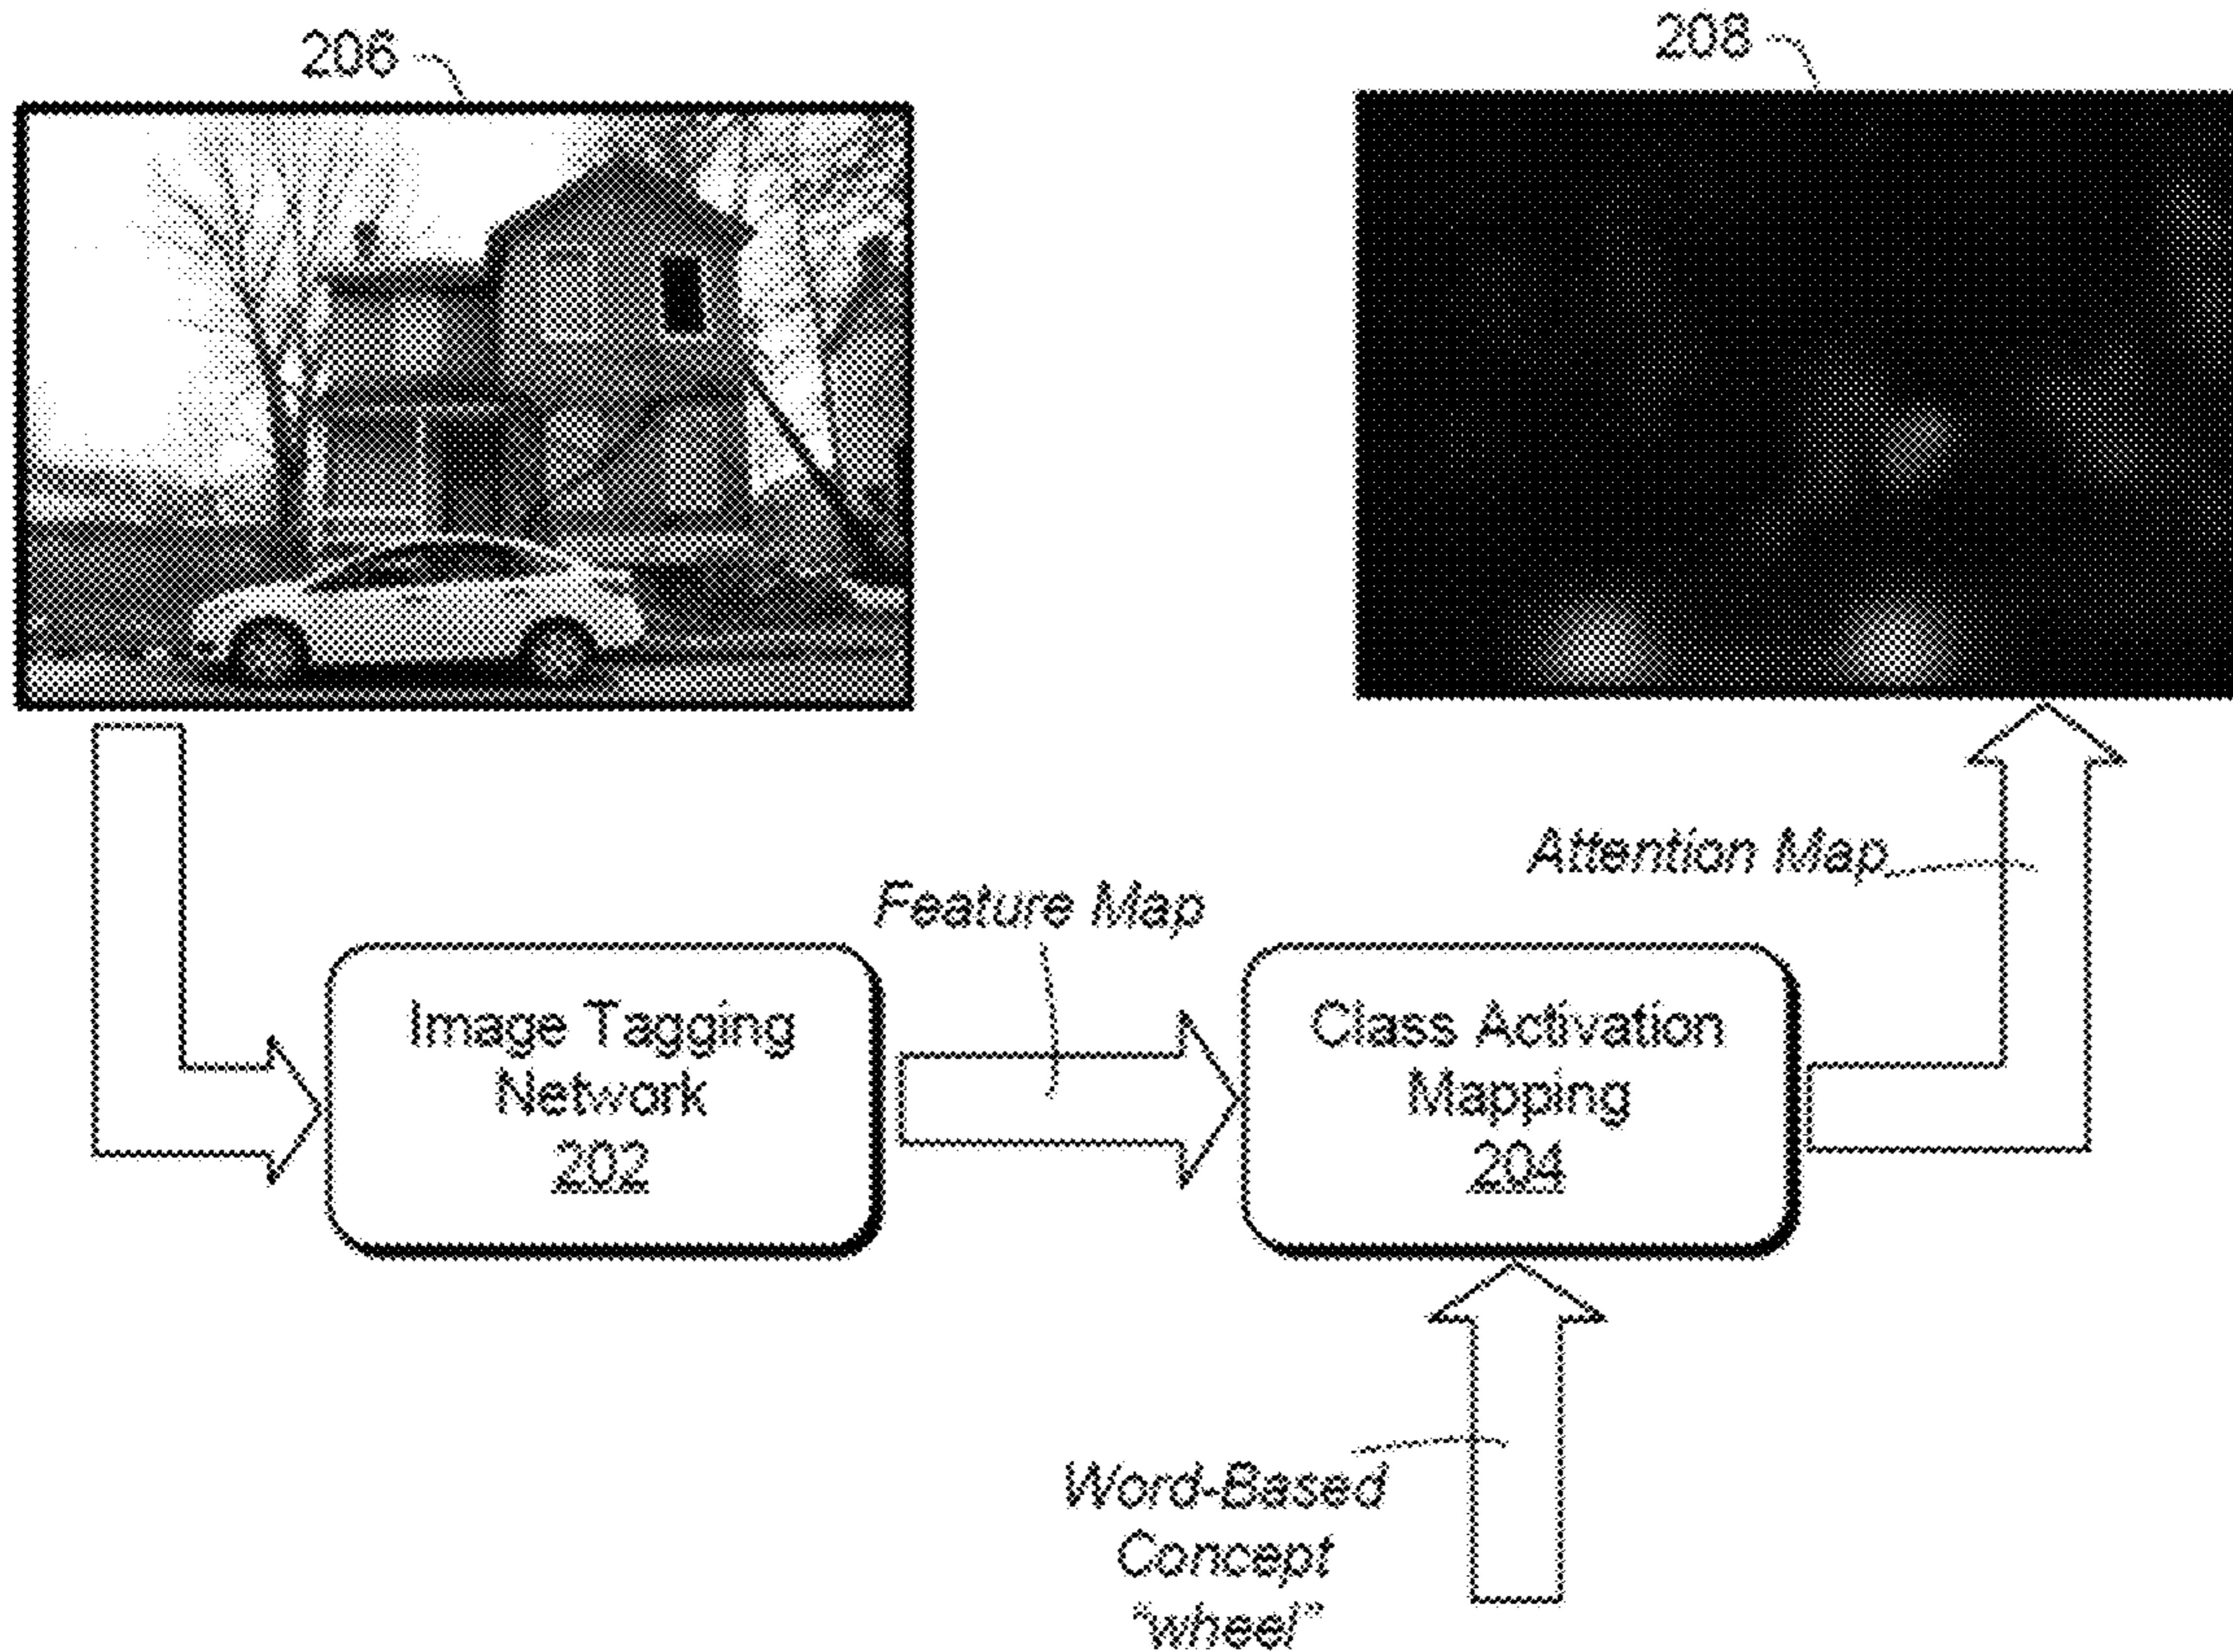 206
208
Attention Map
Feature Map
Image Tagging
Network
202
Class Activation
Mapping
204
Word-Based
Concept
"wheel"